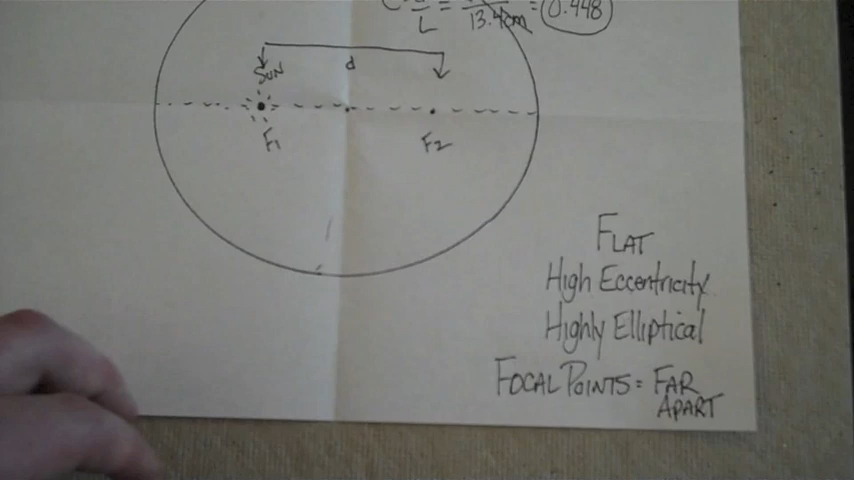 L = 13.4cm = 0.448
d
SUN
F1 F2
FLAT
High Eccentricity
Highly Elliptical
FOCAL POINTS = FAR
APART